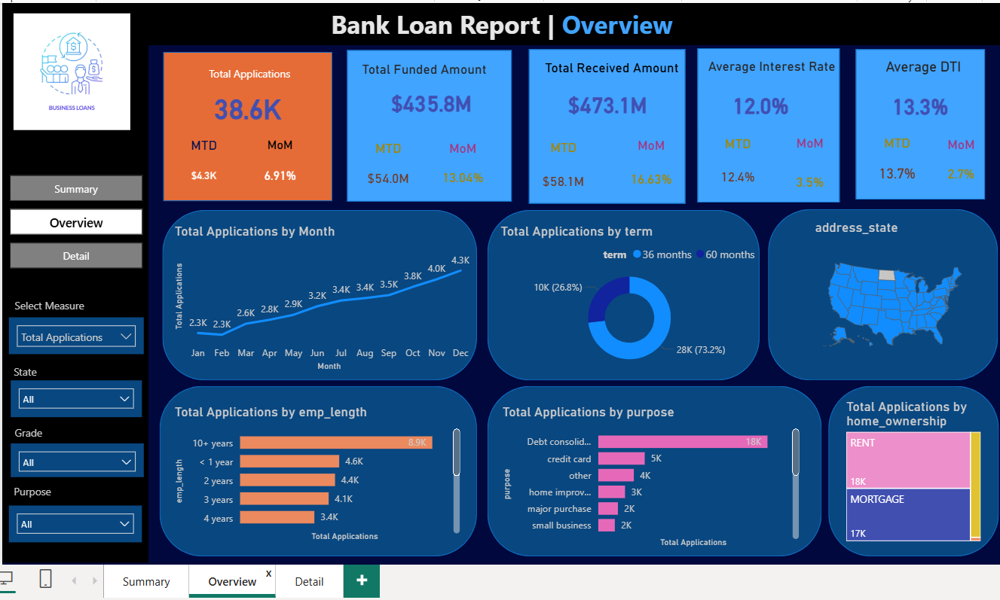 Bank Loan Report | Overview
BUSINESS LOANS
Summary
Overview
Detail
Select Measure
Total Applications
State
All
Grade
All
Purpose
All
Total Applications
38.6K
MTD MoM
$4.3K 6.91%
Total Funded Amount
$435.8M
MTD MoM
$54.0M 13.04%
Total Received Amount
$473.1M
MTD MoM
$58.1M 16.63%
Average Interest Rate
12.0%
MTD MoM
12.4% 3.5%
Average DTI
13.3%
MTD MoM
13.7% 2.7%
Total Applications by Month
Total Applications
2.3K 2.3K 2.6K 2.8K 2.9K 3.2K 3.4K 3.4K 3.5K 3.8K 4.0K 4.3K
Jan Feb Mar Apr May Jun Jul Aug Sep Oct Nov Dec
Month
Total Applications by term
term 36 months 60 months
10K (26.8%)
28K (73.2%)
address_state
Total Applications by emp_length
emp_length
10+ years 8.9K
< 1 year 4.6K
2 years 4.4K
3 years 4.1K
4 years 3.4K
Total Applications
Total Applications by purpose
purpose
Debt consolid... 18K
credit card 5K
other 4K
home improv... 3K
major purchase 2K
small business 2K
Total Applications
Total Applications by
home_ownership
RENT
18K
MORTGAGE
17K
Summary Overview x Detail +